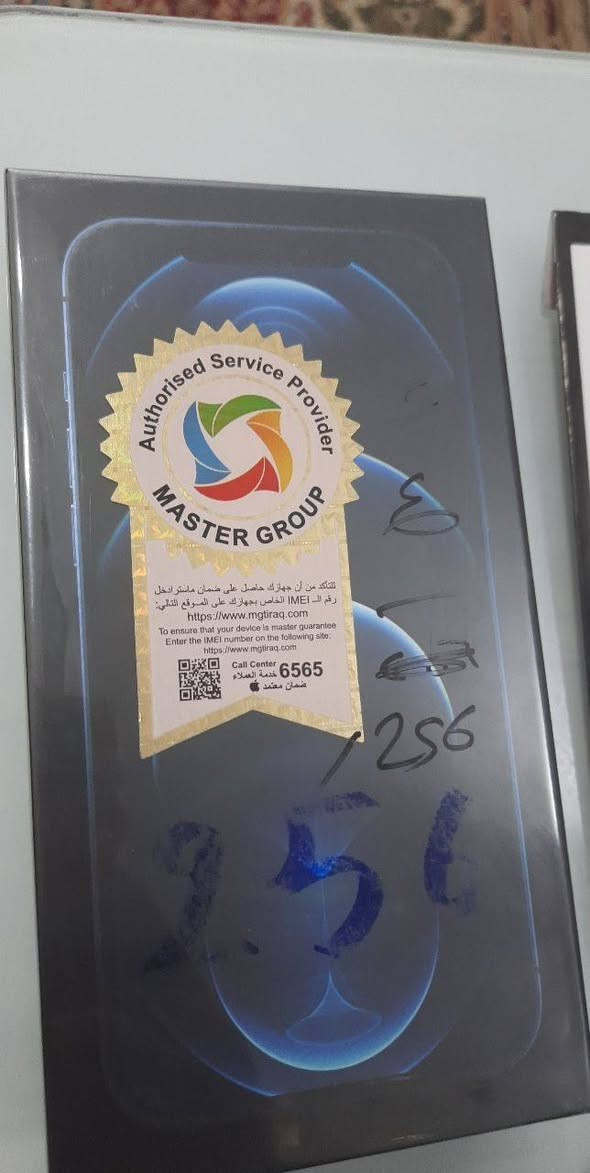 Authorised Service Provider
MASTER GROUP
للتأكد من أن جهازك حاصل على ضمان ماستر ادخل
رقم الـ IMEI الخاص بجهازك على الموقع التالي:
https://www.mgtiraq.com
To ensure that your device is master guarantee
Enter the IMEI number on the following site:
https://www.mgtiraq.com
Call Center
خدمة العملاء
6565
ضمان معتمد
256
256